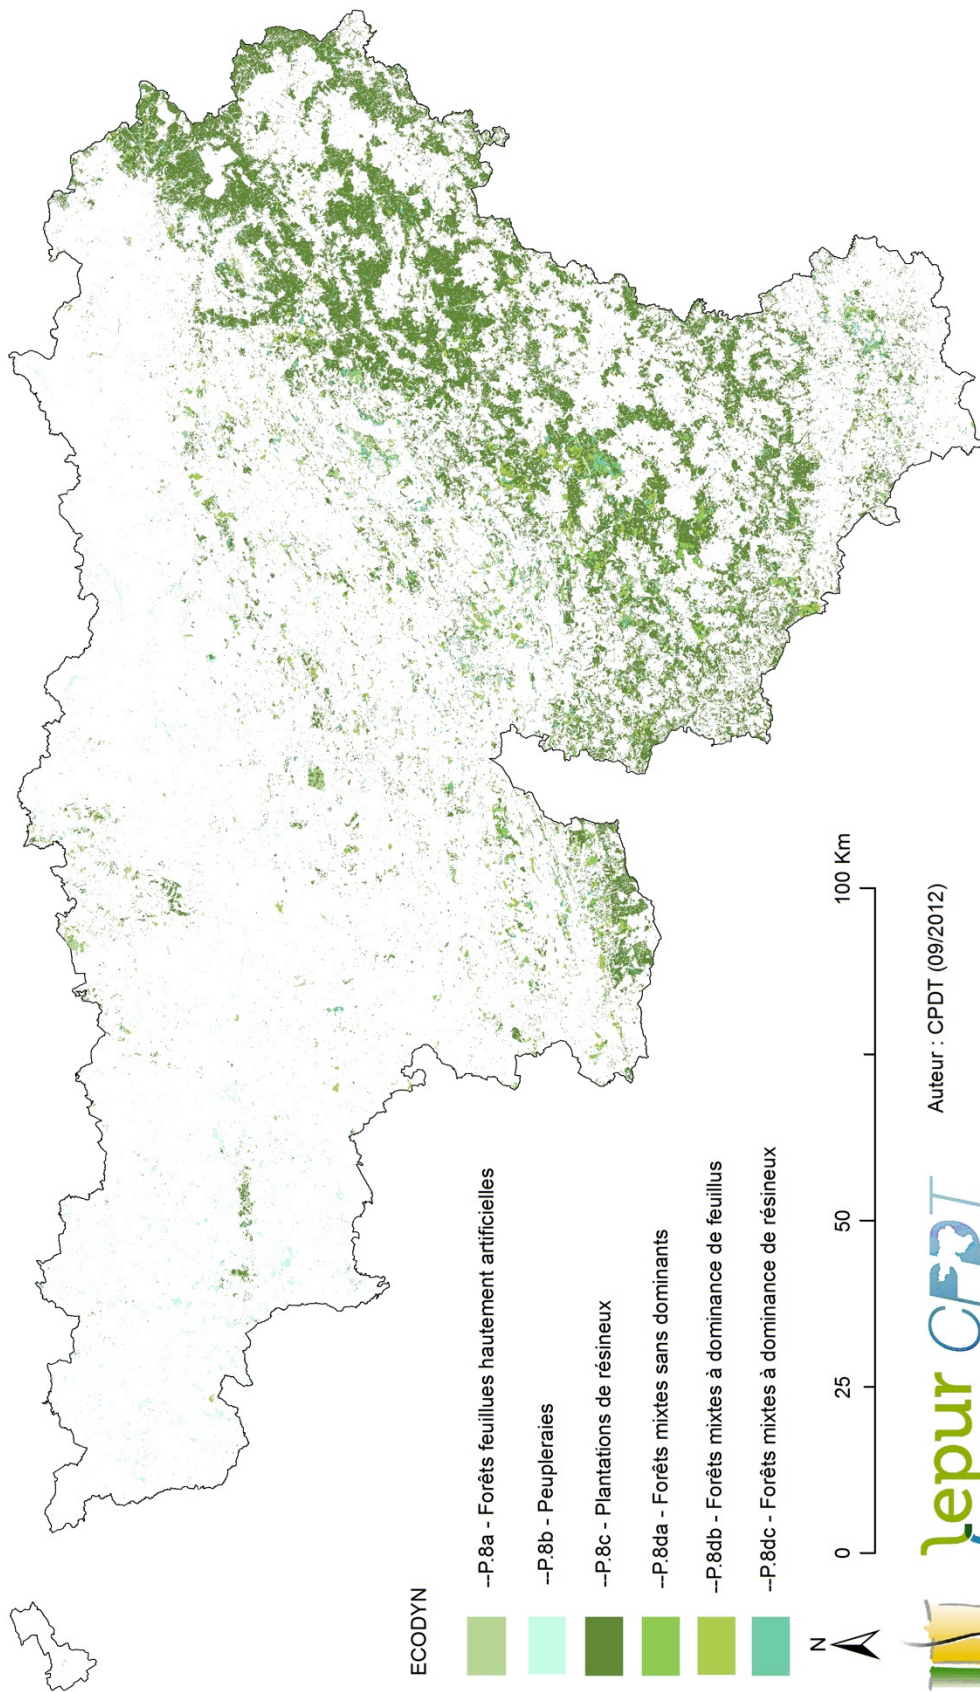 ECODYN
--P.8a - Forêts feuillues hautement artificielles
--P.8b - Peupleraies
--P.8c - Plantations de résineux
--P.8da - Forêts mixtes sans dominants
--P.8db - Forêts mixtes à dominance de feuillus
--P.8dc - Forêts mixtes à dominance de résineux
N
0 25 50 100 Km
lepur CPDT
Auteur : CPDT (09/2012)